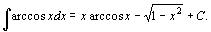 ∫ arccos x dx = x arccos x − √(1 − x²) + C.